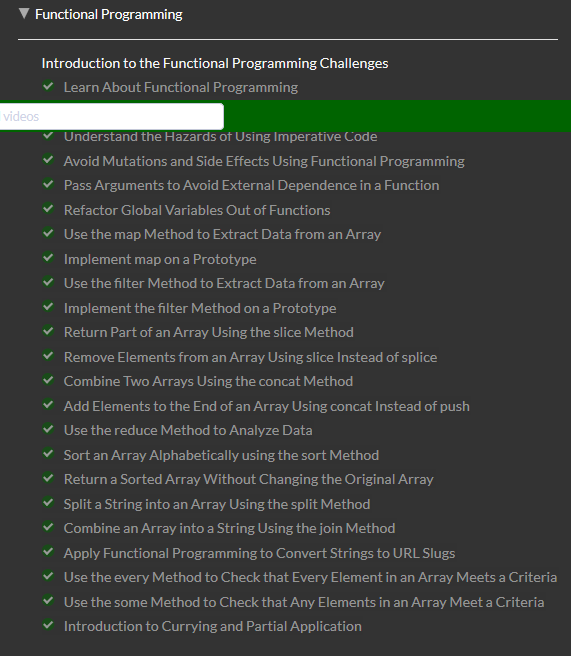 Functional Programming
Introduction to the Functional Programming Challenges
Learn About Functional Programming
videos
Understand the Hazards of Using Imperative Code
Avoid Mutations and Side Effects Using Functional Programming
Pass Arguments to Avoid External Dependence in a Function
Refactor Global Variables Out of Functions
Use the map Method to Extract Data from an Array
Implement map on a Prototype
Use the filter Method to Extract Data from an Array
Implement the filter Method on a Prototype
Return Part of an Array Using the slice Method
Remove Elements from an Array Using slice Instead of splice
Combine Two Arrays Using the concat Method
Add Elements to the End of an Array Using concat Instead of push
Use the reduce Method to Analyze Data
Sort an Array Alphabetically using the sort Method
Return a Sorted Array Without Changing the Original Array
Split a String into an Array Using the split Method
Combine an Array into a String Using the join Method
Apply Functional Programming to Convert Strings to URL Slugs
Use the every Method to Check that Every Element in an Array Meets a Criteria
Use the some Method to Check that Any Elements in an Array Meet a Criteria
Introduction to Currying and Partial Application